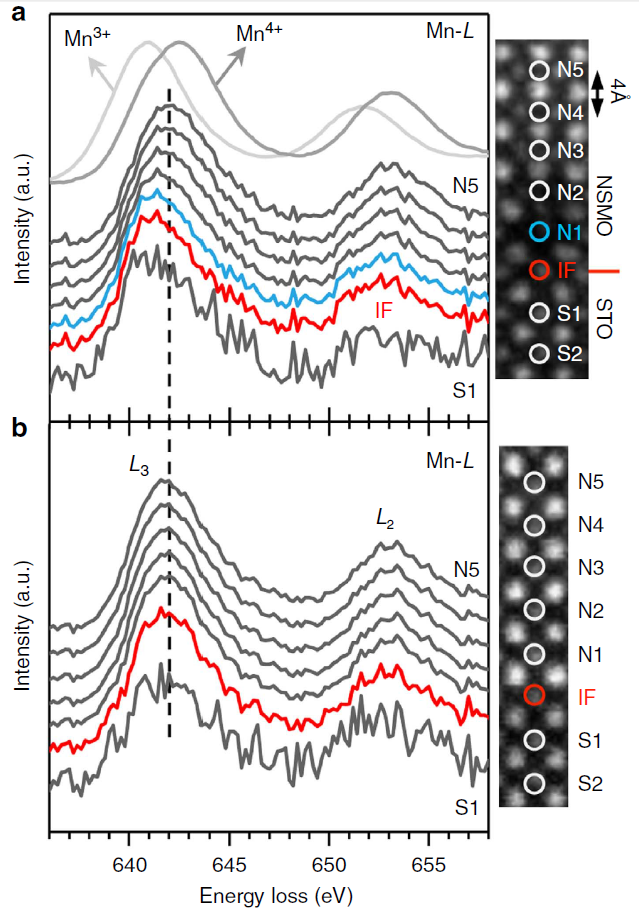 a
Mn3+
Mn4+
Mn-L
N5
IF
S1
Intensity (a.u.)
N5
N4
N3
N2
N1
IF
S1
S2
4Å
NSMO
STO
b
L3
Mn-L
L2
N5
S1
Intensity (a.u.)
640
645
650
655
Energy loss (eV)
N5
N4
N3
N2
N1
IF
S1
S2